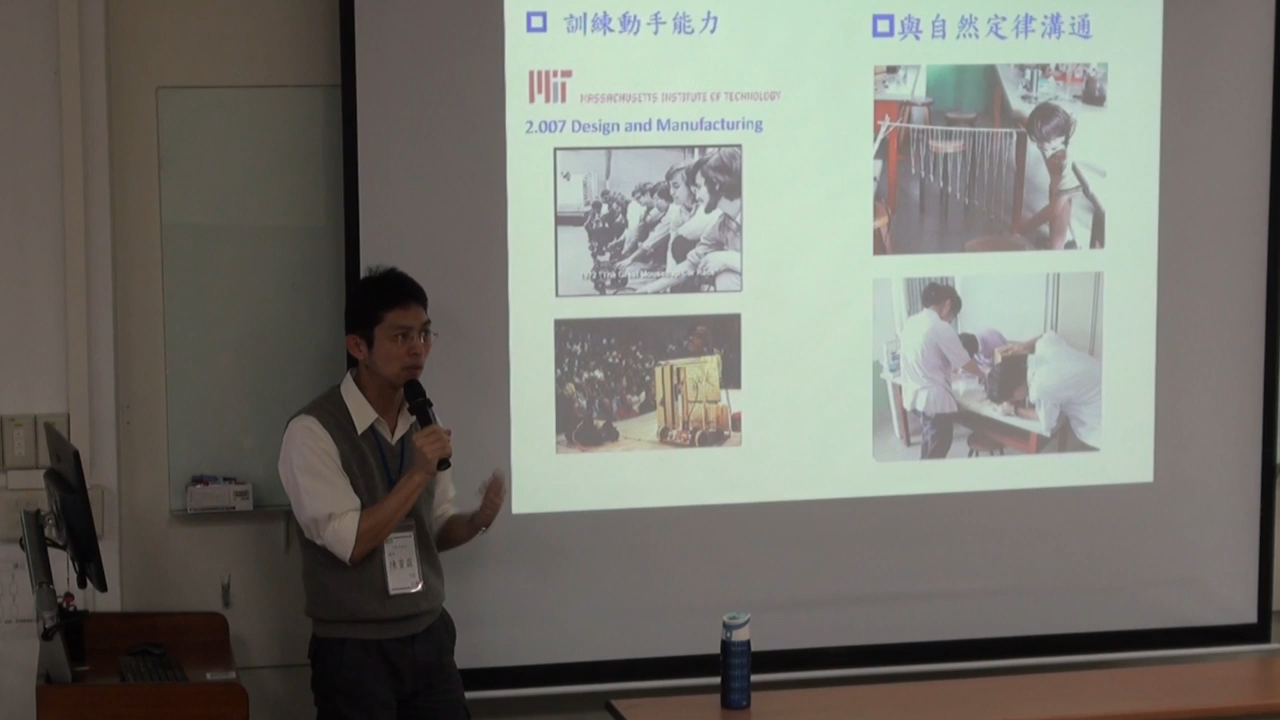 訓練動手能力
與自然定律溝通
MIT
MASSACHUSETTS INSTITUTE OF TECHNOLOGY
2.007 Design and Manufacturing